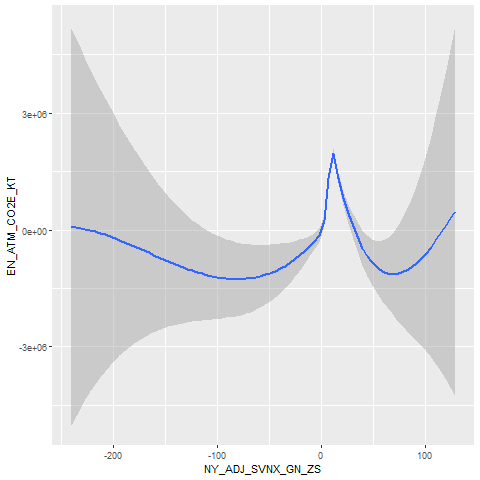 EN_ATM_CO2E_KT
3e+06
0e+00
-3e+06
-200
-100
0
100
NY_ADJ_SVNX_GN_ZS